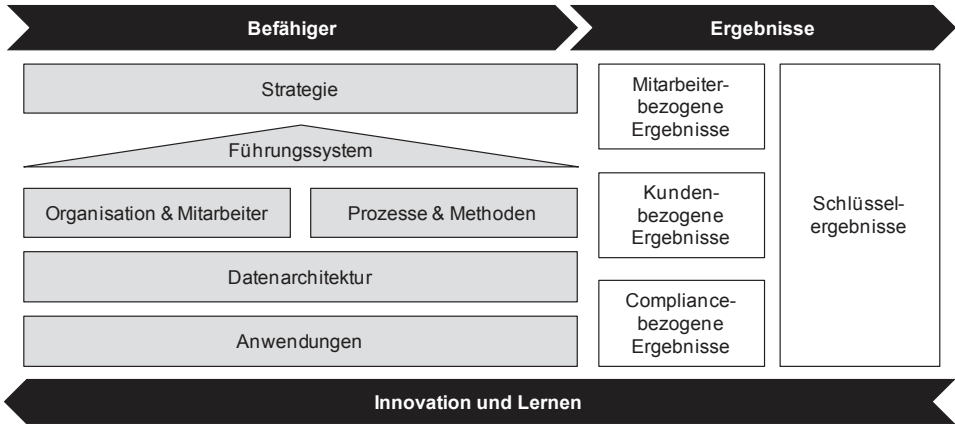 Befähiger
Ergebnisse
Strategie
Führungssystem
Organisation & Mitarbeiter
Prozesse & Methoden
Datenarchitektur
Anwendungen
Mitarbeiter-
bezogene
Ergebnisse
Kunden-
bezogene
Ergebnisse
Compliance-
bezogene
Ergebnisse
Schlüssel-
ergebnisse
Innovation und Lernen